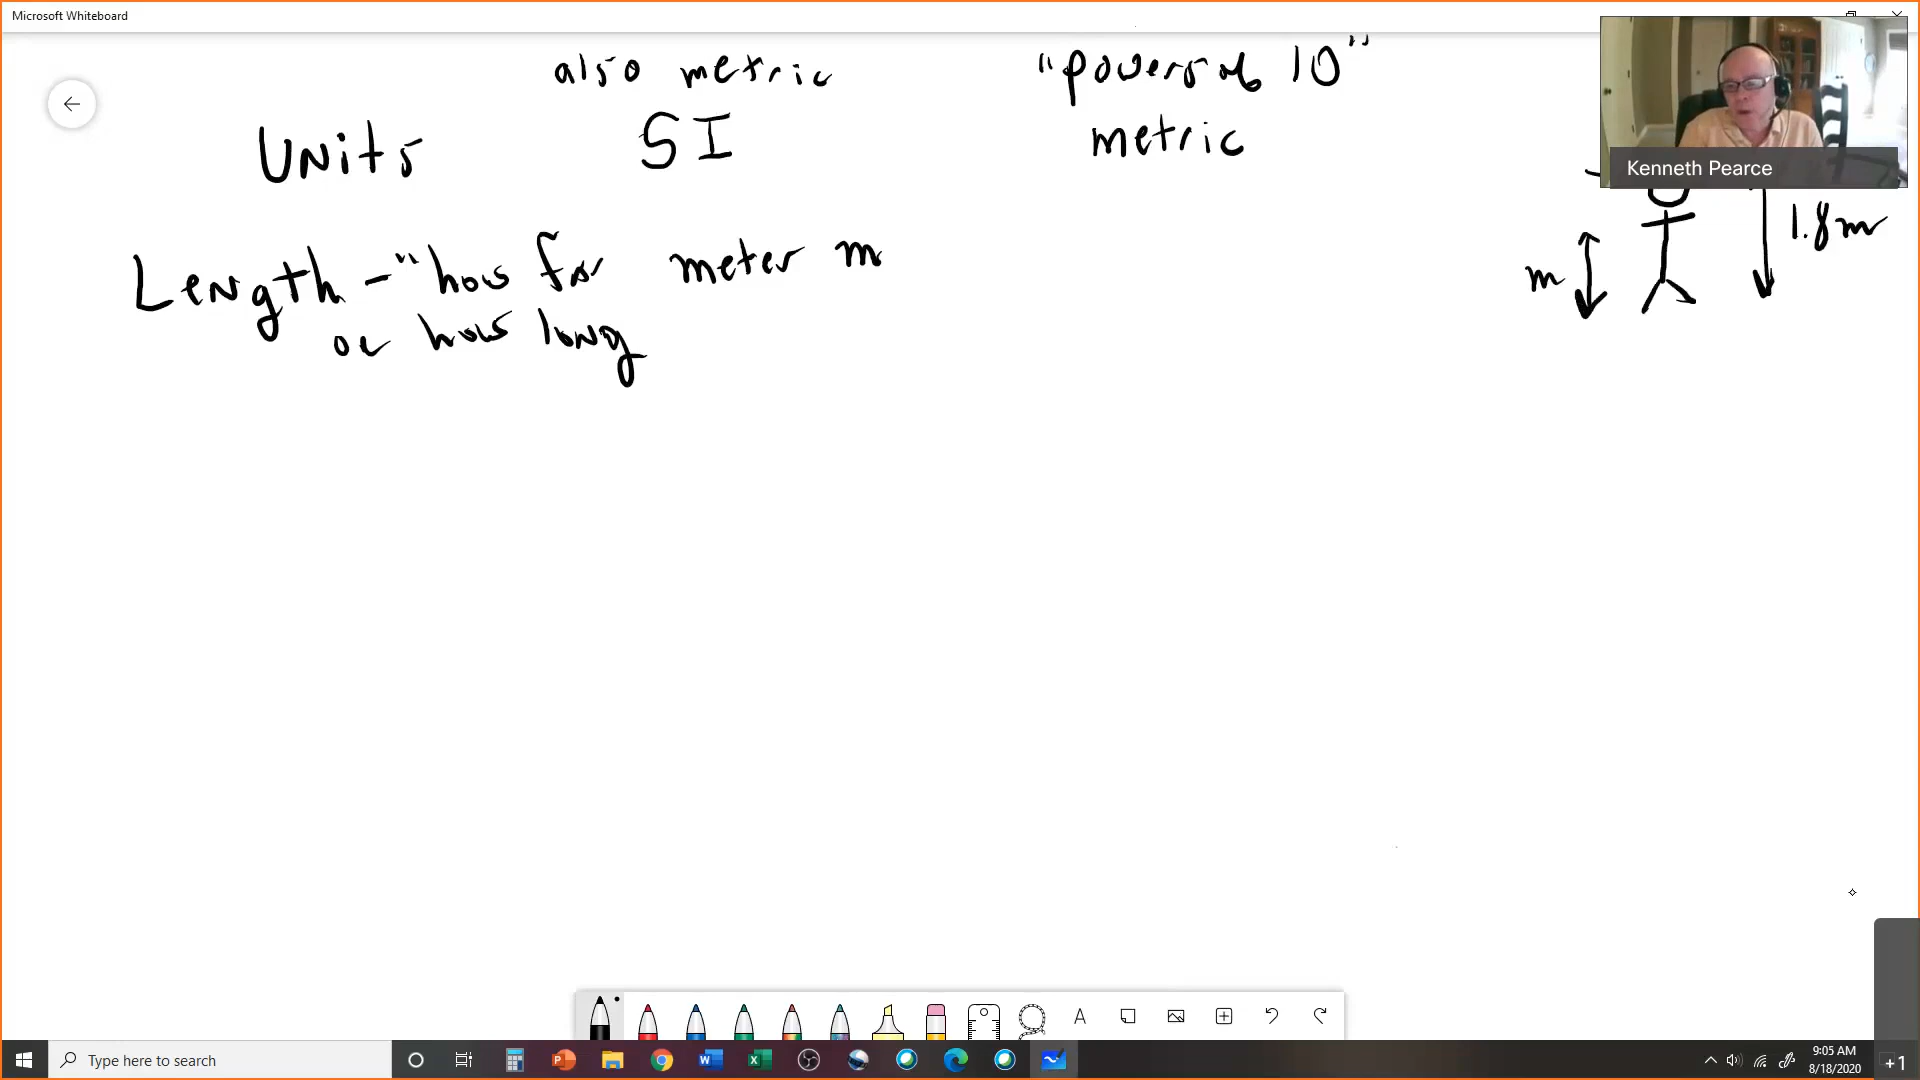 Microsoft Whiteboard
also metric "powers of 10"
Units SI metric
Kenneth Pearce
1.8m
Length - "how far meter m
m
or how long
A
Type here to search
9:05 AM
8/18/2020
+1